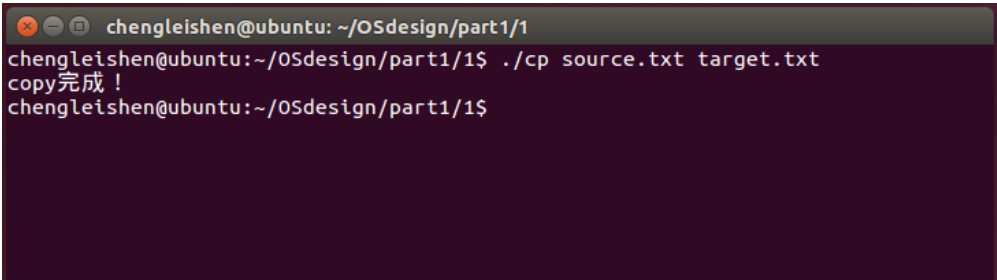 chengleishen@ubuntu: ~/OSdesign/part1/1
chengleishen@ubuntu:~/OSdesign/part1/1$ ./cp source.txt target.txt
copy完成！
chengleishen@ubuntu:~/OSdesign/part1/1$